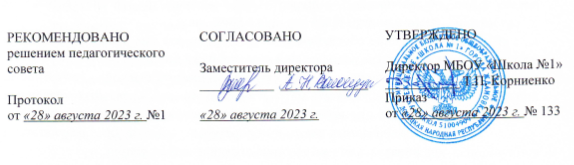 РЕКОМЕНДОВАНО
решением педагогического
совета
Протокол
от «28» августа 2023 г. №1
СОГЛАСОВАНО
Заместитель директора
«28» августа 2023 г.
УТВЕРЖДЕНО
Директор МБОУ «Школа №1»
Т.П. Корниенко
Приказ
от «28» августа 2023 г. № 133